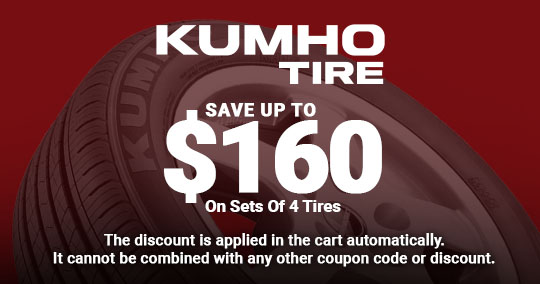 KUMHO
TIRE
SAVE UP TO
$160
On Sets Of 4 Tires
The discount is applied in the cart automatically.
It cannot be combined with any other coupon code or discount.
KUMH